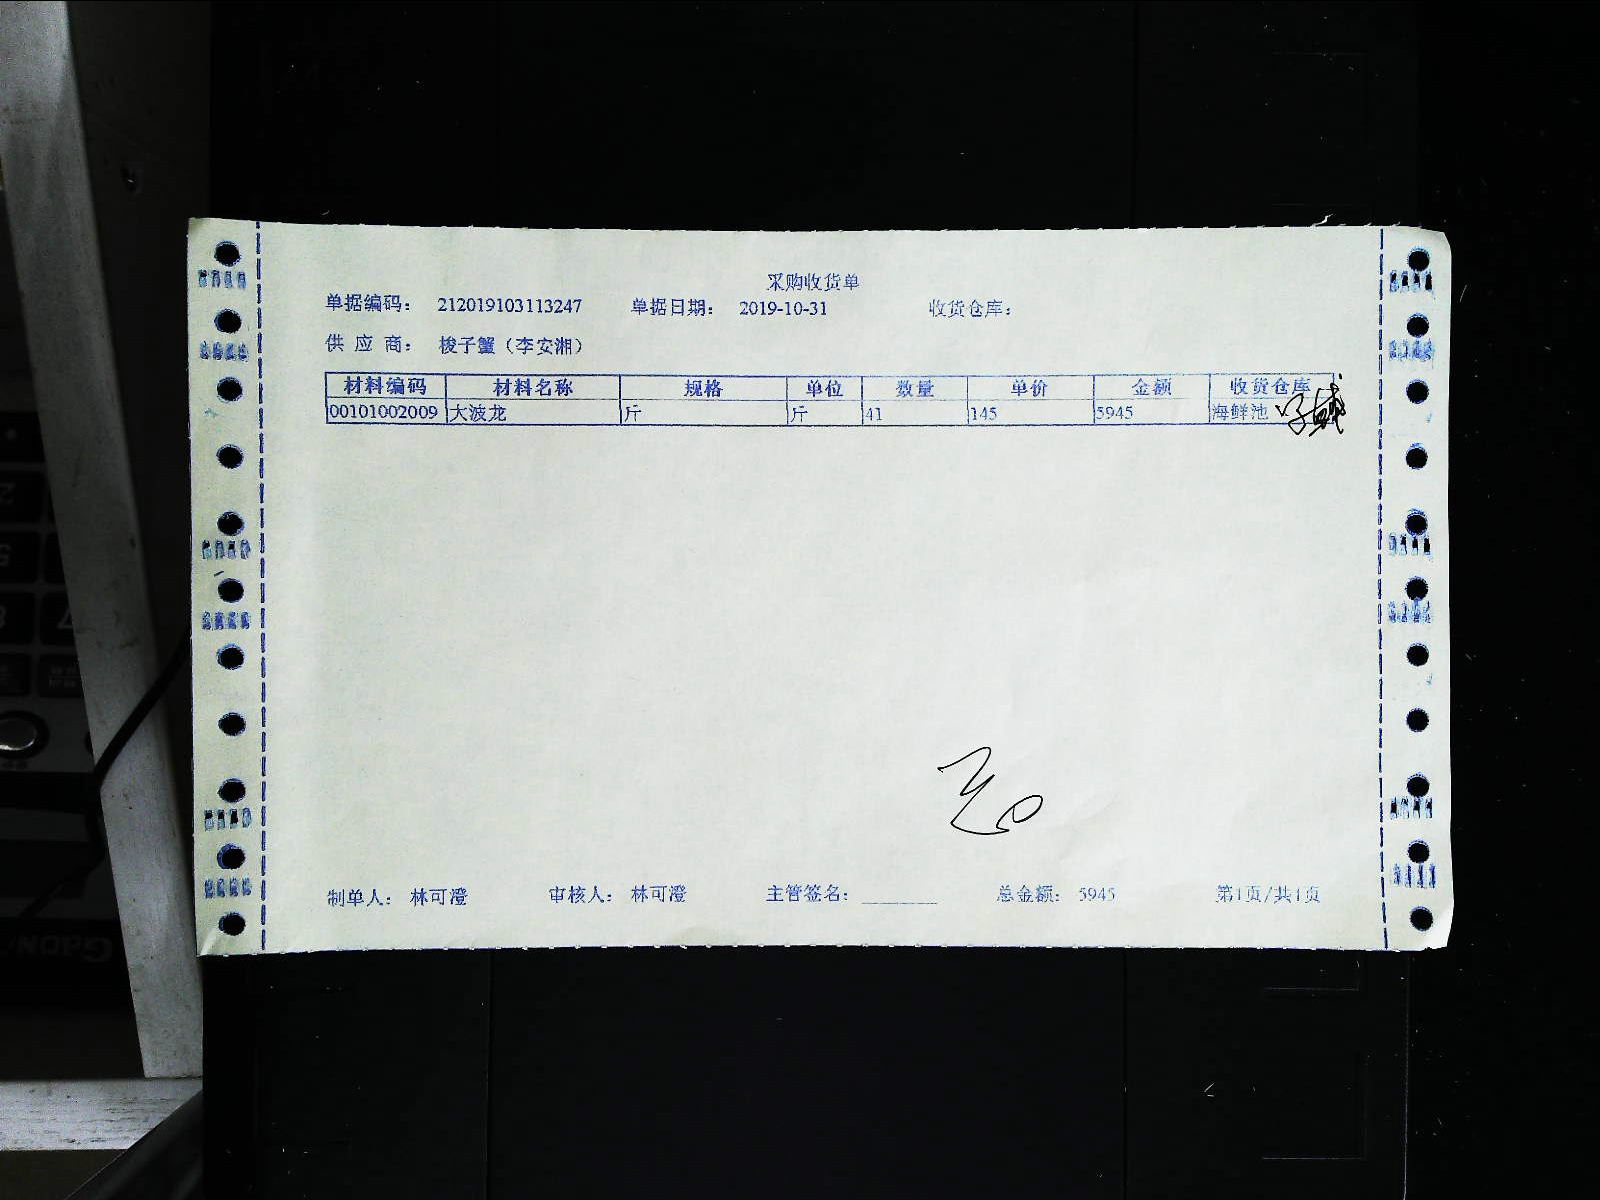 采购收货单
单据编码： 212019103113247 单据日期： 2019-10-31 收货仓库：
供 应 商： 梭子蟹（李安湘）
材料编码 材料名称 规格 单位 数量 单价 金额 收货仓库
00101002009 大波龙 斤 斤 41 145 5945 海鲜池
制单人： 林可澄 审核人： 林可澄 主管签名： 总金额： 5945 第1页/共1页